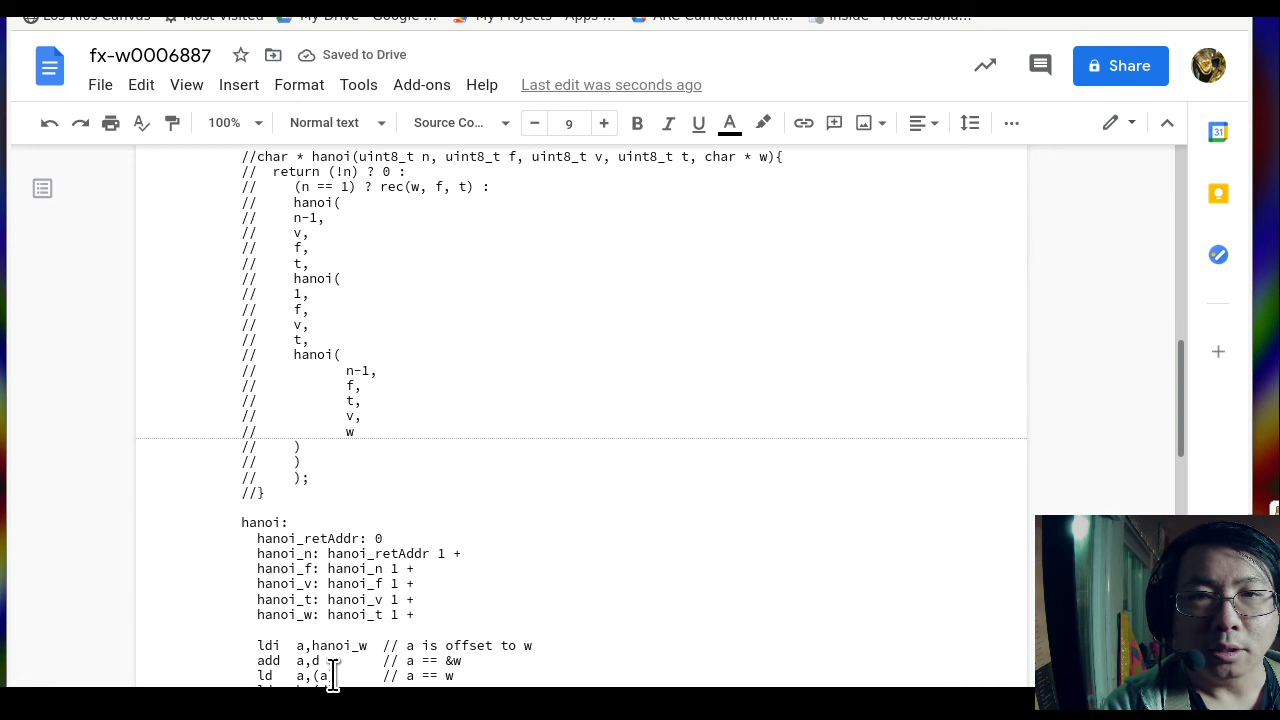 fx-w0006887
Saved to Drive
Share
File Edit View Insert Format Tools Add-ons Help Last edit was seconds ago
100% Normal text Source Co... 9 B I U A
31
//char * hanoi(uint8_t n, uint8_t f, uint8_t v, uint8_t t, char * w){
// return (!n) ? 0 :
// (n == 1) ? rec(w, f, t) :
// hanoi(
// n-1,
// v,
// f,
// t,
// hanoi(
// 1,
// f,
// v,
// t,
// hanoi(
// n-1,
// f,
// t,
// v,
// w
// )
// )
// );
//}
hanoi:
hanoi_retAddr: 0
hanoi_n: hanoi_retAddr 1 +
hanoi_f: hanoi_n 1 +
hanoi_v: hanoi_f 1 +
hanoi_t: hanoi_v 1 +
hanoi_w: hanoi_t 1 +
ldi a,hanoi_w // a is offset to w
add a,d // a == &w
ld a,(a // a == w